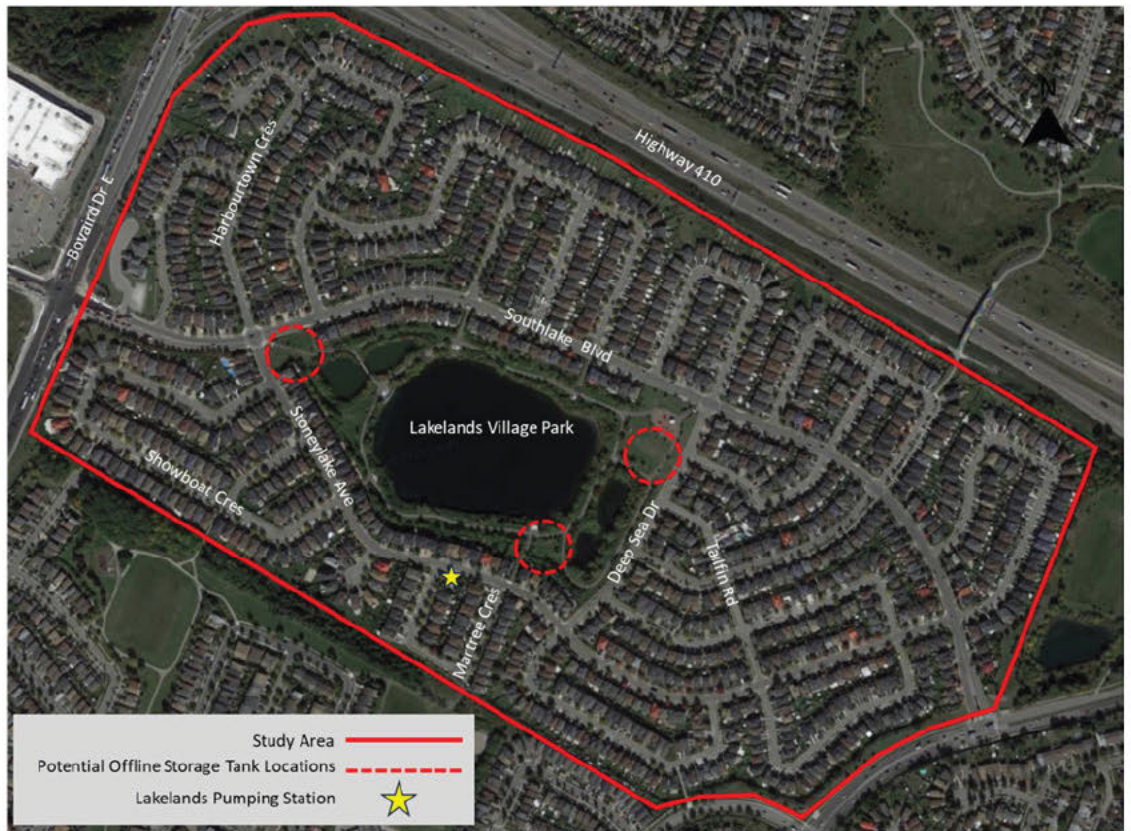 N
Highway 410
Bovaird Dr E
Harbourtown Cres
Southlake Blvd
Lakelands Village Park
Stoneylake Ave
Showboat Cres
Deep Sea Dr
Tailfin Rd
Martree Cres
Study Area
Potential Offline Storage Tank Locations
Lakelands Pumping Station